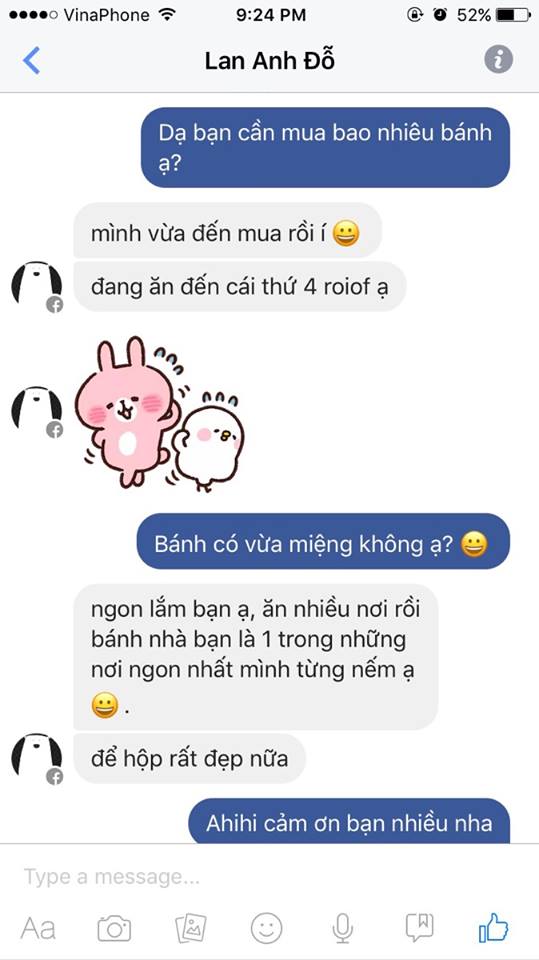 VinaPhone 9:24 PM 52%
Lan Anh Đỗ
Dạ bạn cần mua bao nhiêu bánh
ạ?
mình vừa đến mua rồi í 😀
đang ăn đến cái thứ 4 roiof ạ
Bánh có vừa miệng không ạ? 😀
ngon lắm bạn ạ, ăn nhiều nơi rồi
bánh nhà bạn là 1 trong những
nơi ngon nhất mình từng nếm ạ
😀 .
để hộp rất đẹp nữa
Ahihi cảm ơn bạn nhiều nha
Type a message...
Aa